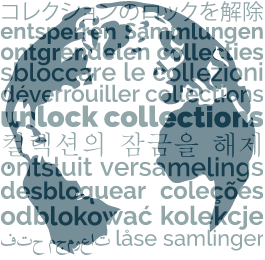 コレクションのロックを解除
entsperren Sammlungen
ontgrendelen collecties
sbloccare le collezioni
déverrouiller collections
unlock collections
컬렉션의 잠금을 해제
ontsluit versamelings
desbloquear coleções
odblokować kolekcje
låse samlinger